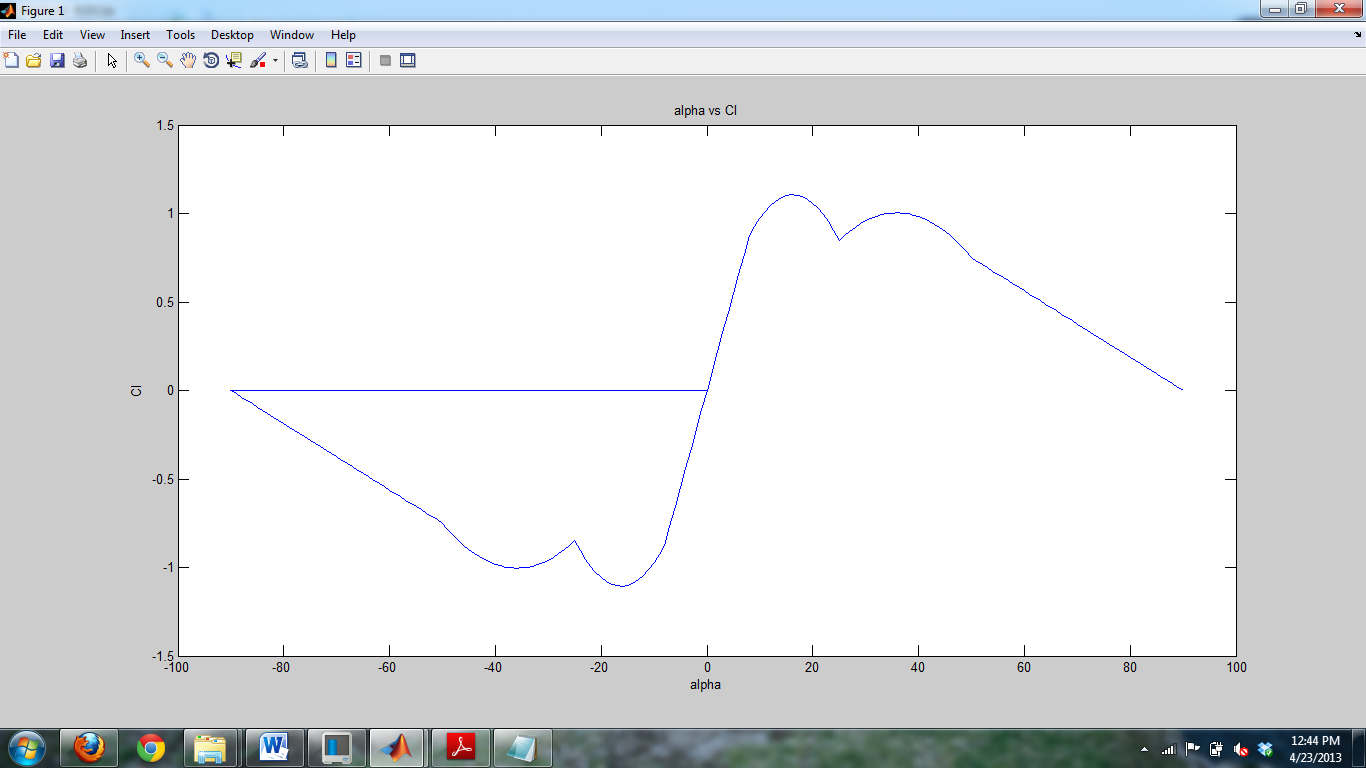 Figure 1
File Edit View Insert Tools Desktop Window Help
alpha vs Cl
1.5
1
0.5
0
-0.5
-1
-1.5
Cl
-100 -80 -60 -40 -20 0 20 40 60 80 100
alpha
12:44 PM
4/23/2013